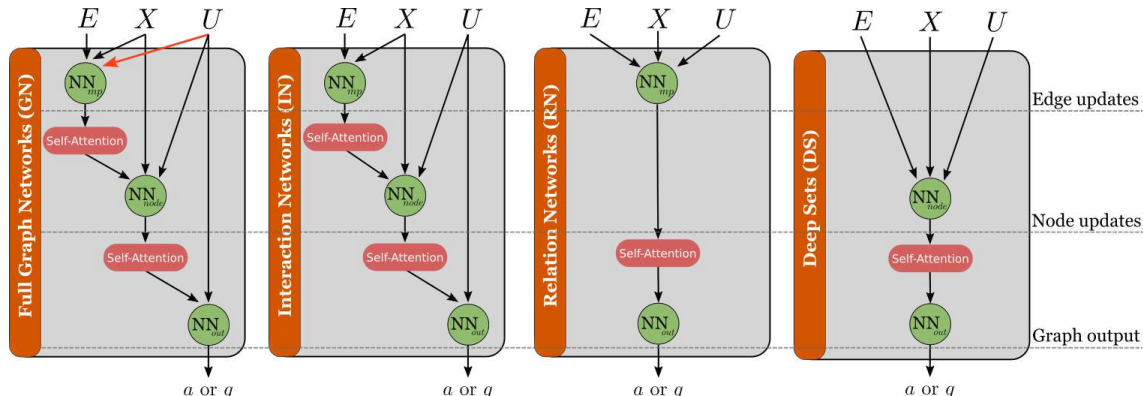 E X U
Full Graph Networks (GN)
NN mp
Self-Attention
NN node
Self-Attention
NN out
a or q
E X U
Interaction Networks (IN)
NN mp
Self-Attention
NN node
Self-Attention
NN out
a or q
E X U
Relation Networks (RN)
NN mp
Self-Attention
NN out
a or q
E X U
Deep Sets (DS)
NN node
Self-Attention
NN out
a or q
Edge updates
Node updates
Graph output